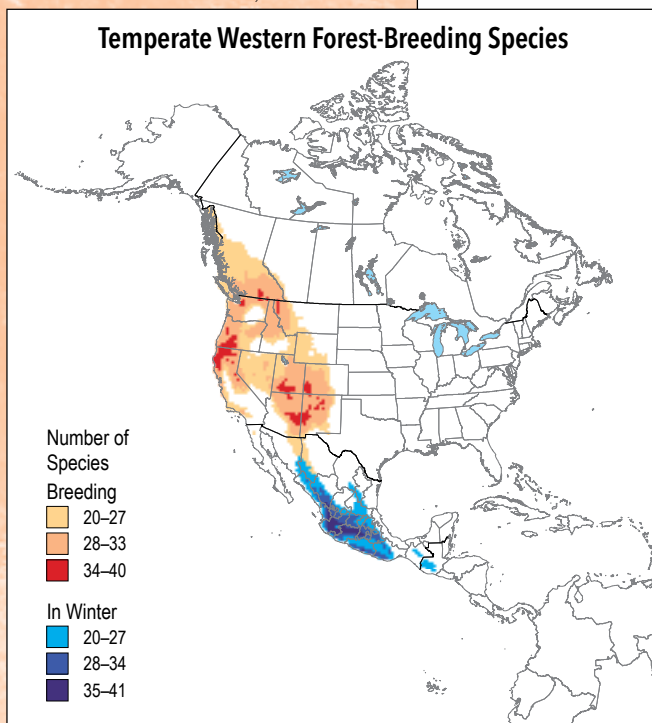 Temperate Western Forest-Breeding Species
Number of
Species
Breeding
20–27
28–33
34–40
In Winter
20–27
28–34
35–41